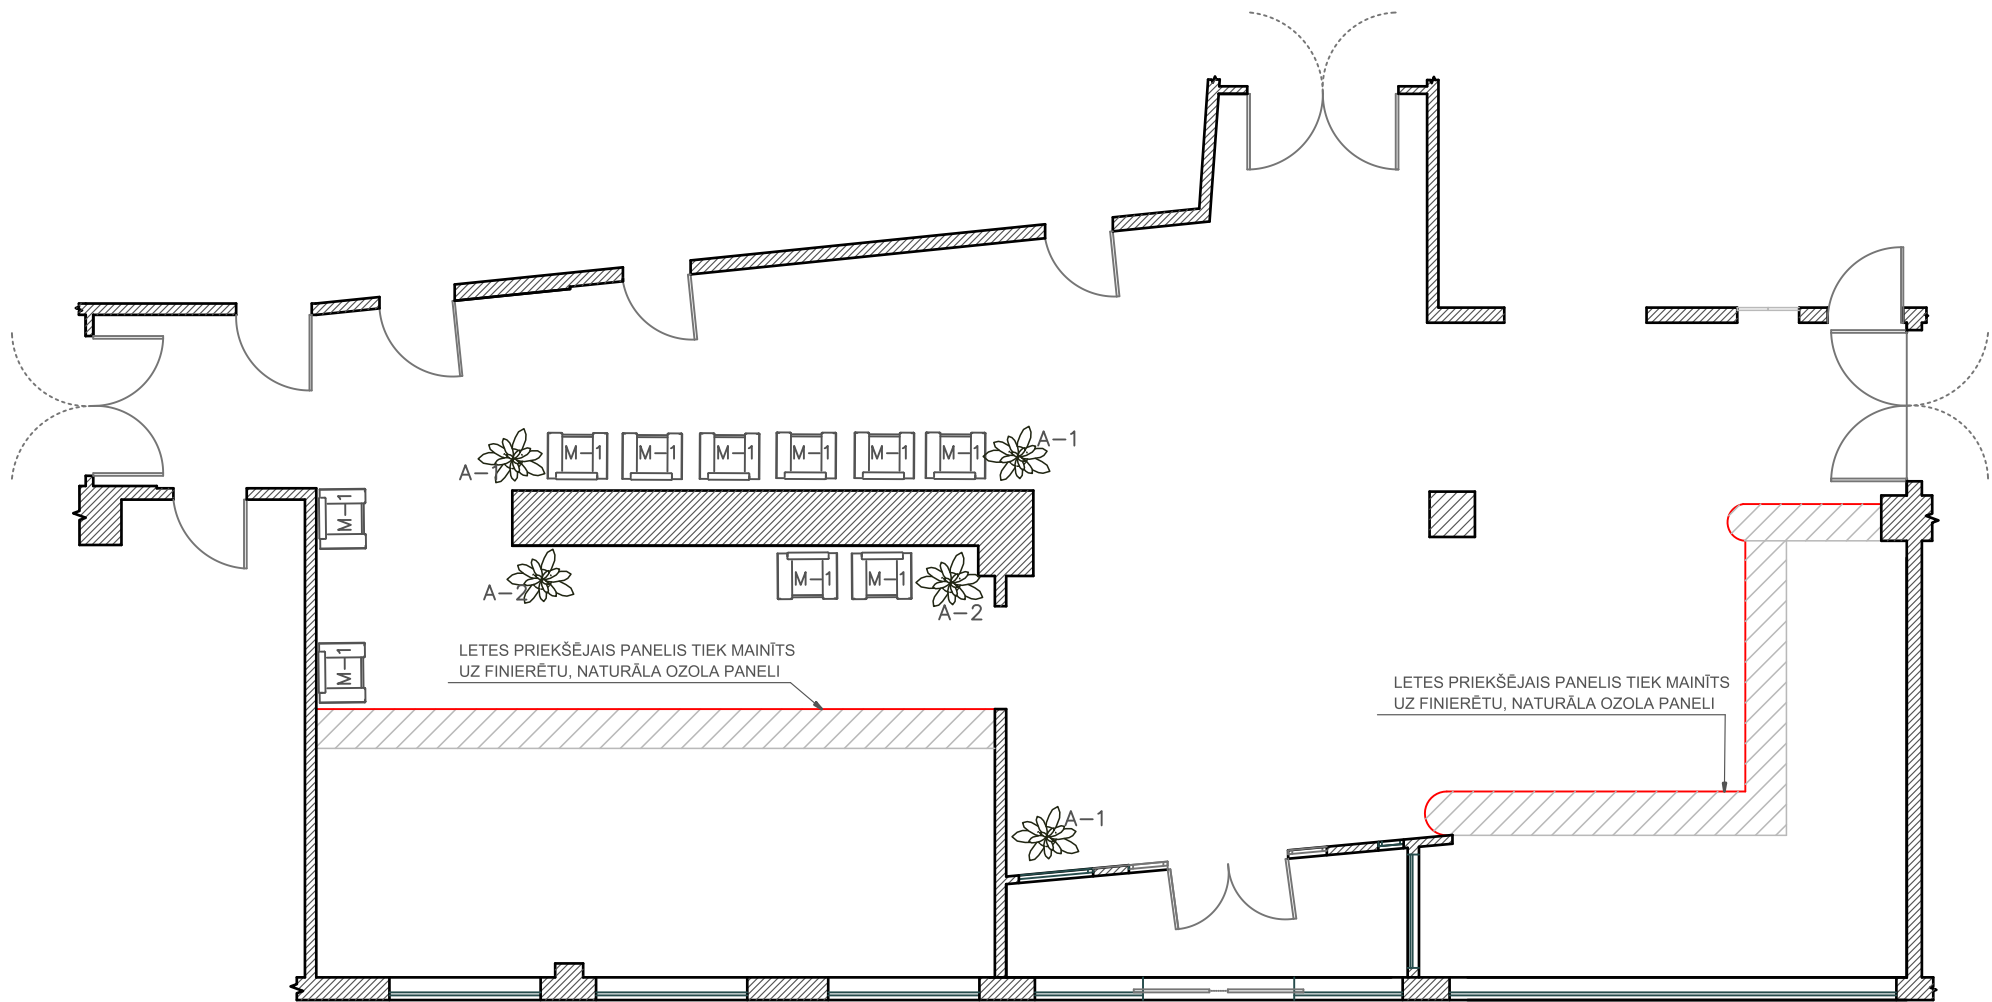 A-1
M-1
M-1
M-1
M-1
M-1
M-1
A-1
M-1
A-2
M-1
M-1
A-2
M-1
LETES PRIEKŠĒJAIS PANELIS TIEK MAINĪTS
UZ FINIERĒTU, NATURĀLA OZOLA PANELI
LETES PRIEKŠĒJAIS PANELIS TIEK MAINĪTS
UZ FINIERĒTU, NATURĀLA OZOLA PANELI
A-1